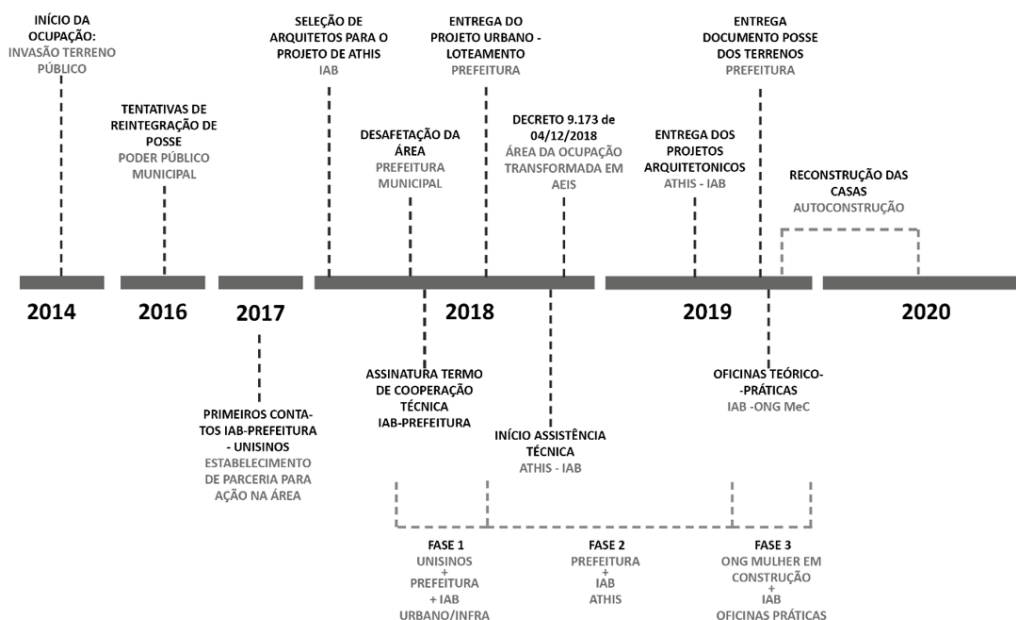 INÍCIO DA
OCUPAÇÃO:
INVASÃO TERRENO
PÚBLICO
TENTATIVAS DE
REINTEGRAÇÃO DE
POSSE
PODER PÚBLICO
MUNICIPAL
SELEÇÃO DE
ARQUITETOS PARA O
PROJETO DE ATHIS
IAB
DESAFETAÇÃO DA
ÁREA
PREFEITURA
MUNICIPAL
ENTREGA DO
PROJETO URBANO -
LOTEAMENTO
PREFEITURA
DECRETO 9.173 de
04/12/2018
ÁREA DA OCUPAÇÃO
TRANSFORMADA EM
AEIS
ENTREGA DOS
PROJETOS
ARQUITETONICOS
ATHIS - IAB
ENTREGA
DOCUMENTO POSSE
DOS TERRENOS
PREFEITURA
RECONSTRUÇÃO DAS
CASAS
AUTOCONSTRUÇÃO
2014
2016
2017
2018
2019
2020
PRIMEIROS CONTA-
TOS IAB-PREFEITURA
- UNISINOS
ESTABELECIMENTO
DE PARCERIA PARA
AÇÃO NA ÁREA
ASSINATURA TERMO
DE COOPERAÇÃO
TÉCNICA
IAB-PREFEITURA
INÍCIO ASSISTÊNCIA
TÉCNICA
ATHIS - IAB
OFICINAS TEÓRICO-
-PRÁTICAS
IAB -ONG MeC
FASE 1
UNISINOS
+
PREFEITURA
+ IAB
URBANO/INFRA
FASE 2
PREFEITURA
+
IAB
ATHIS
FASE 3
ONG MULHER EM
CONSTRUÇÃO
+
IAB
OFICINAS PRÁTICAS